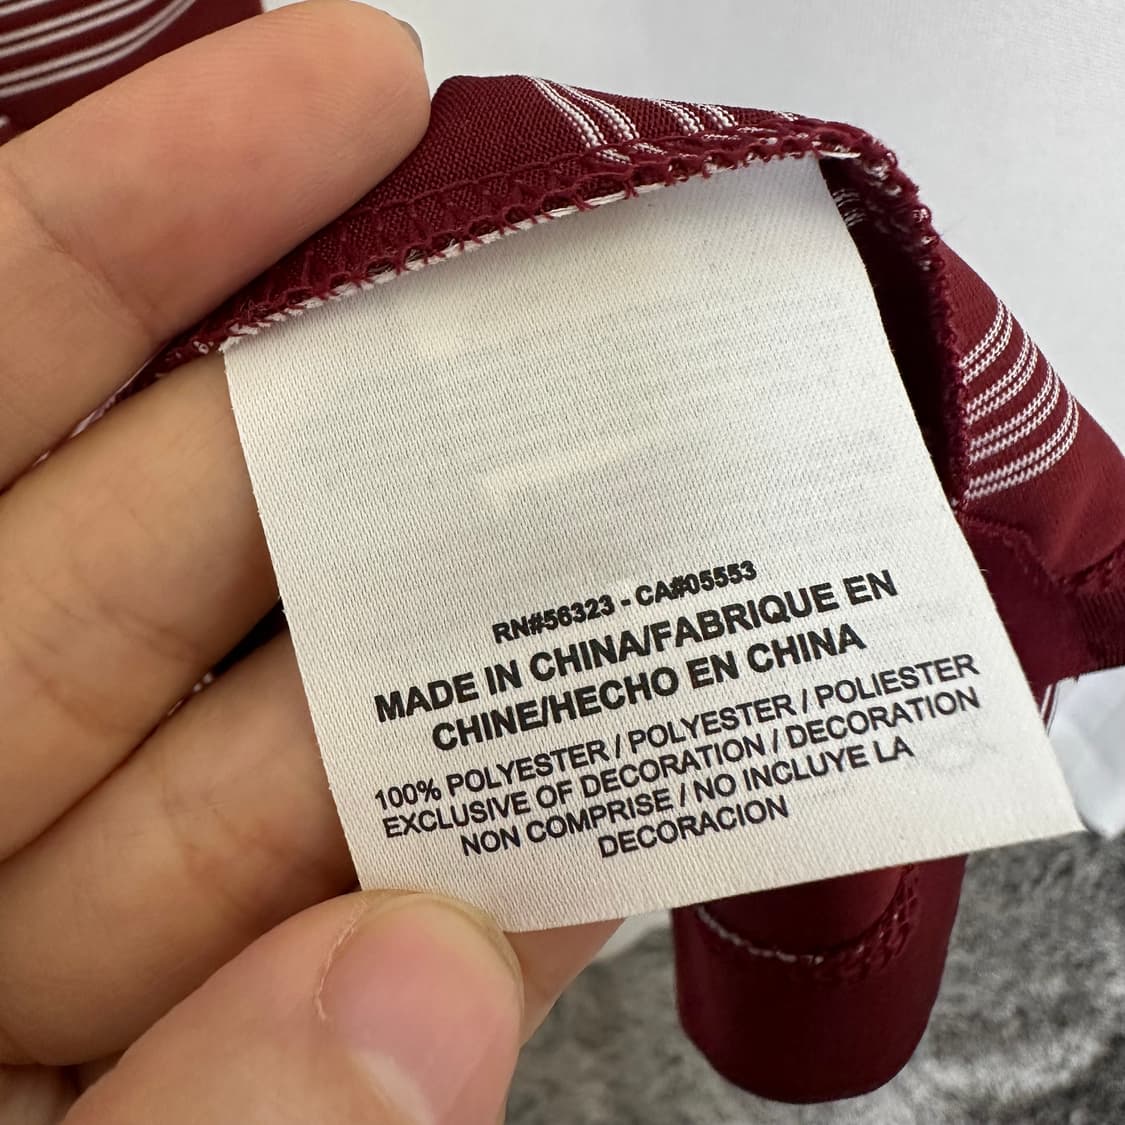 RN#56323 - CA#05553
MADE IN CHINA/FABRIQUE EN
CHINE/HECHO EN CHINA
100% POLYESTER / POLYESTER / POLIESTER
EXCLUSIVE OF DECORATION / DECORATION
NON COMPRISE / NO INCLUYE LA
DECORACION